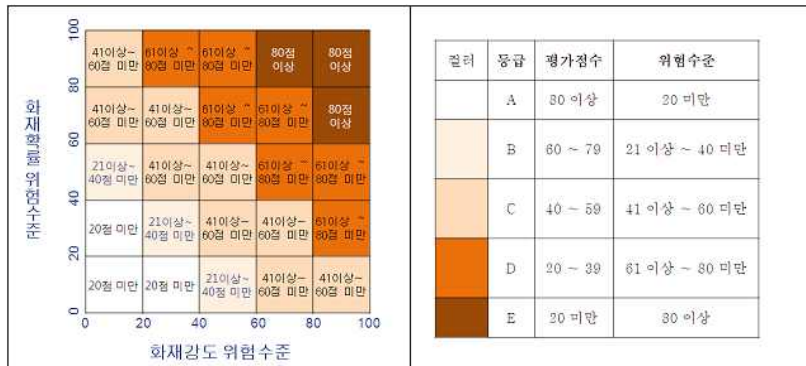 화재확률 위험수준
100
80
60
40
20
0
41이상~ 61이상 ~ 61이상 ~ 80점 80점
60점 미만 80점 미만 80점 미만 이상 이상
41이상~ 41이상~ 61이상 ~ 61이상 ~ 80점
60점 미만 60점 미만 80점 미만 80점 미만 이상
21이상~ 41이상~ 41이상~ 61이상 ~ 61이상 ~
40점 미만 60점 미만 60점 미만 80점 미만 80점 미만
20점 미만 21이상~ 41이상~ 41이상~ 61이상 ~
40점 미만 60점 미만 60점 미만 80점 미만
20점 미만 20점 미만 21이상~ 41이상~ 41이상~
40점 미만 60점 미만 60점 미만
0 20 40 60 80 100
화재강도 위험수준
컬러 등급 평가점수 위험수준
A 80 이상 20 미만
B 60 ~ 79 21 이상 ~ 40 미만
C 40 ~ 59 41 이상 ~ 60 미만
D 20 ~ 39 61 이상 ~ 80 미만
E 20 미만 80 이상